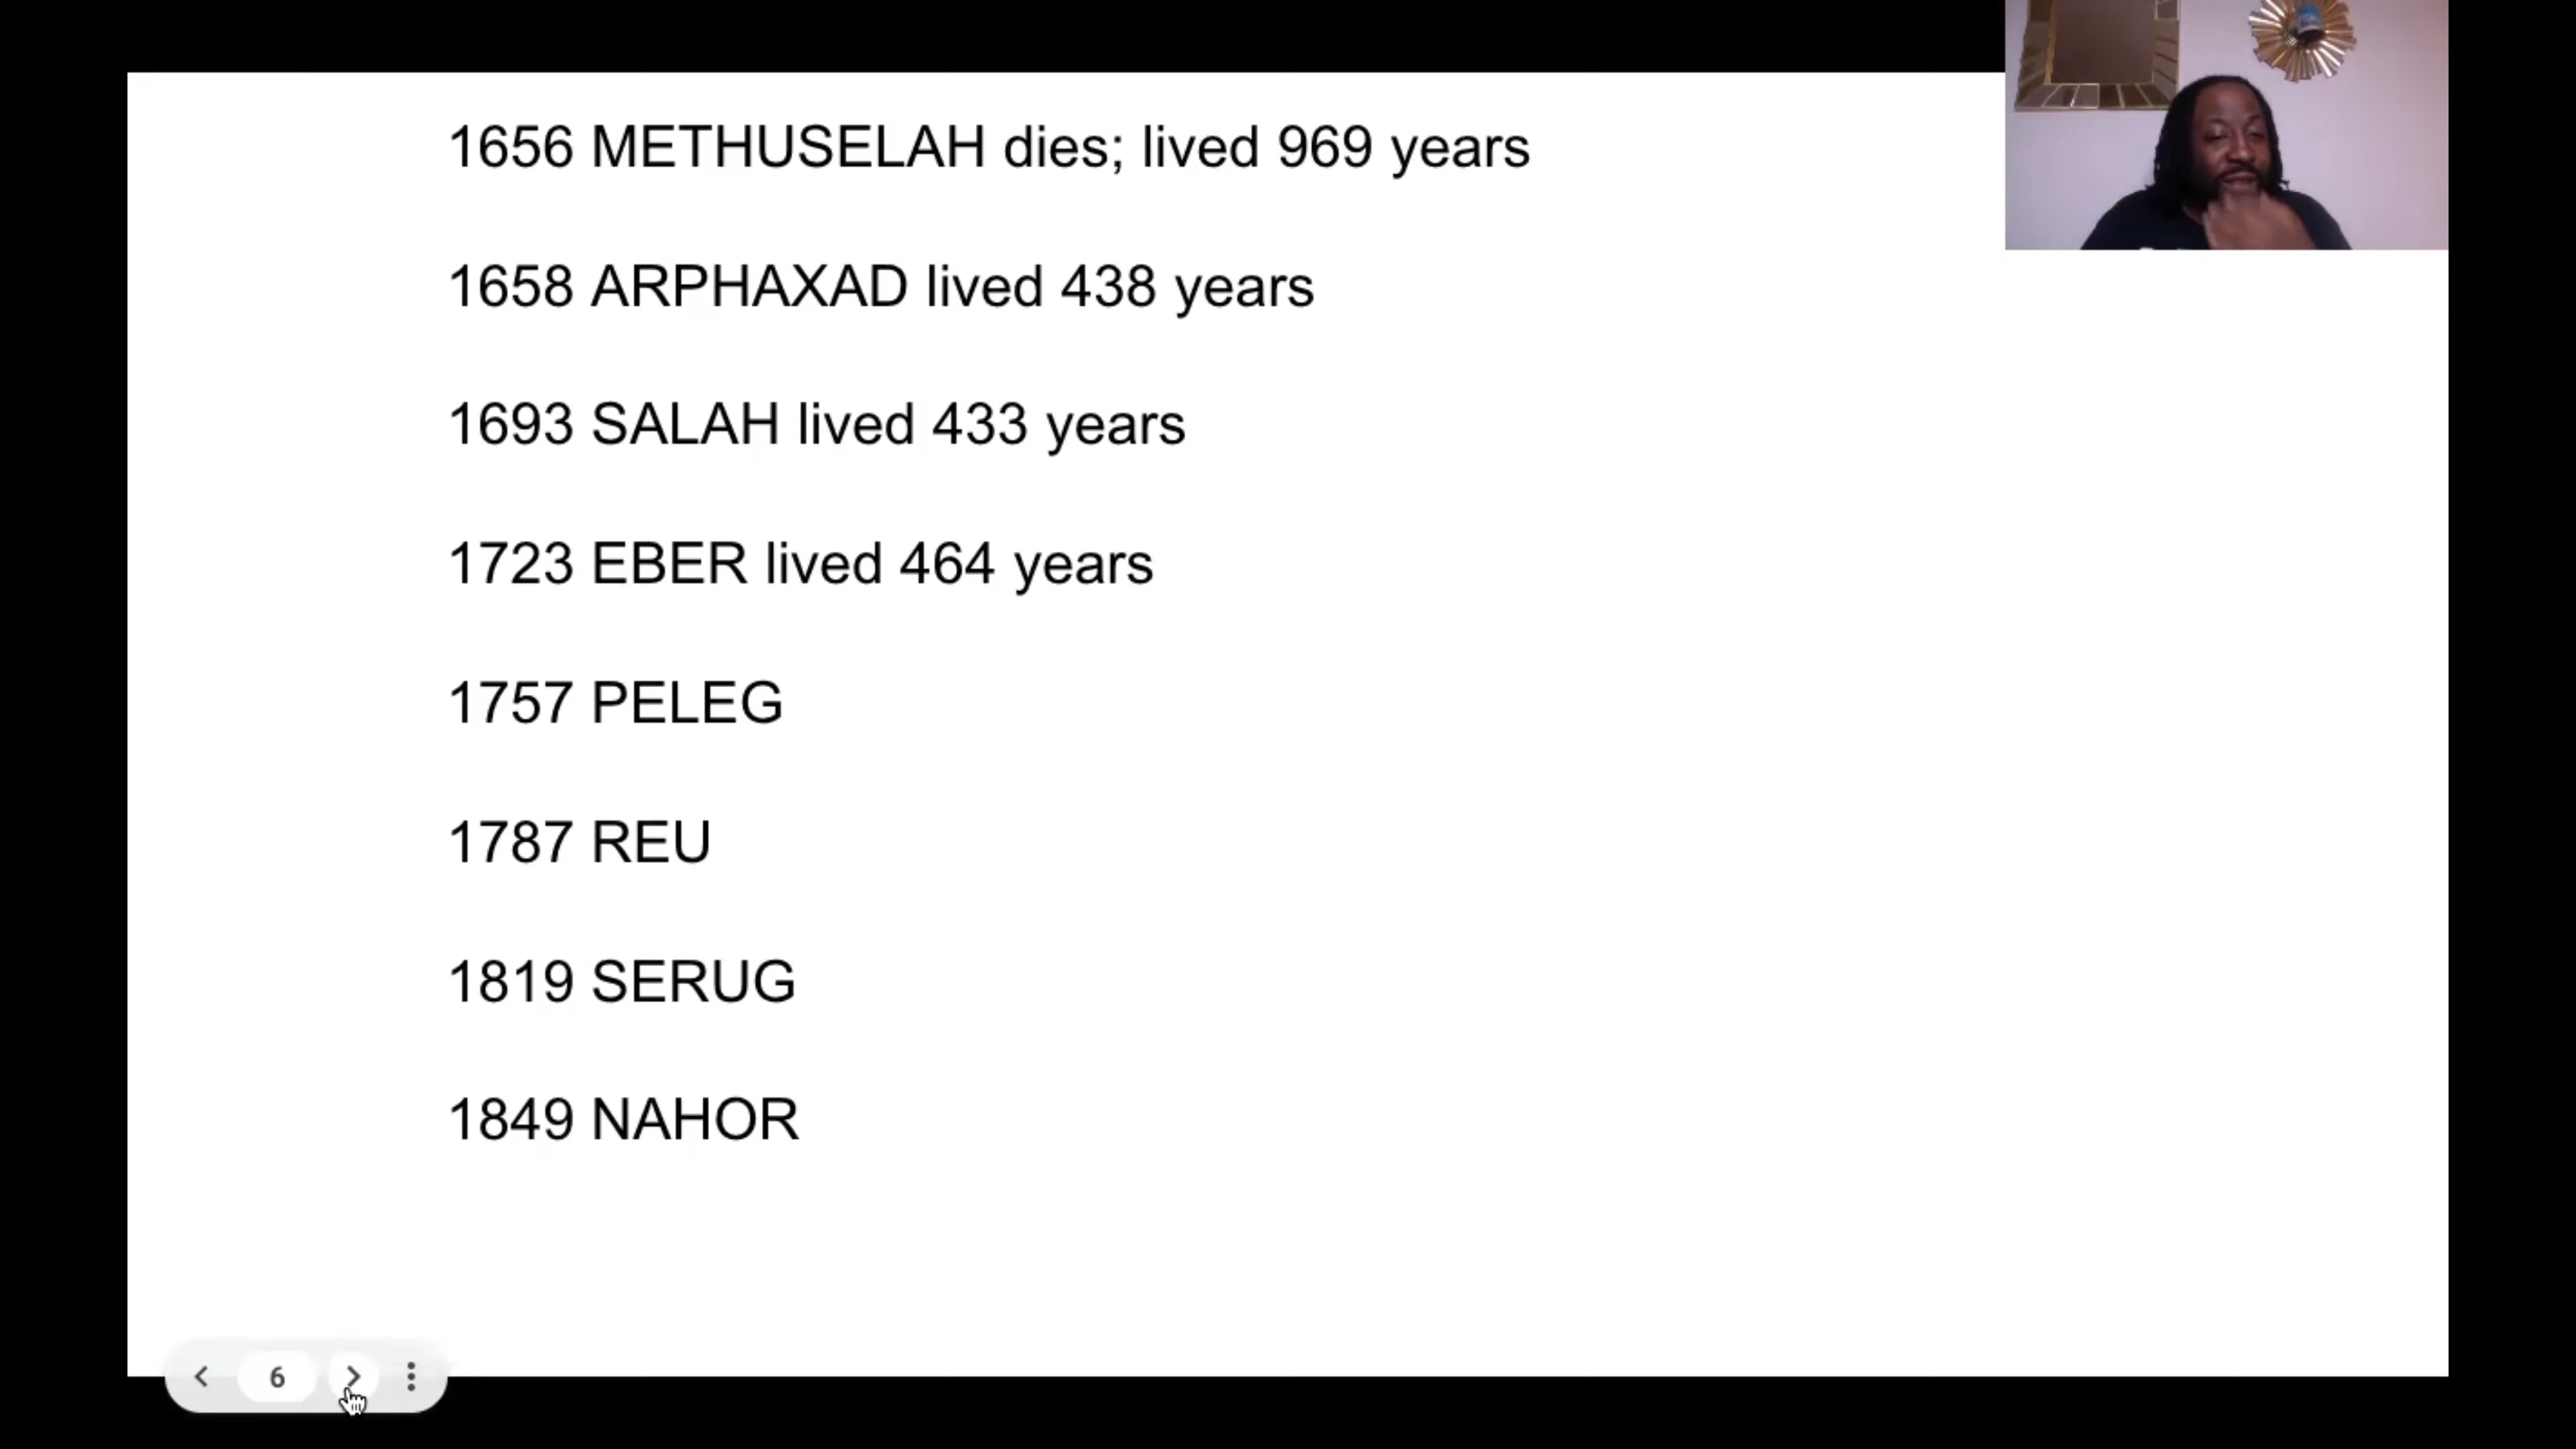 1656 METHUSELAH dies; lived 969 years
1658 ARPHAXAD lived 438 years
1693 SALAH lived 433 years
1723 EBER lived 464 years
1757 PELEG
1787 REU
1819 SERUG
1849 NAHOR
6